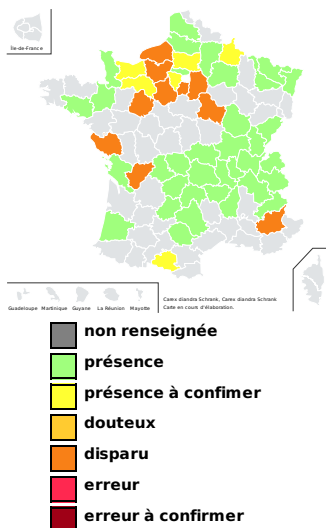 Île-de-France
Guadeloupe Martinique Guyane La Réunion Mayotte
Carex diandra Schrank, Carex diandra Schrank
Carte en cours d'élaboration.
non renseignée
présence
présence à confimer
douteux
disparu
erreur
erreur à confirmer